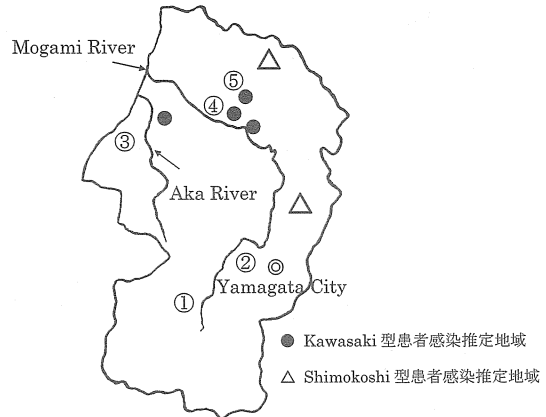 Mogami River
⑤
④
③
Aka River
②
Yamagata City
①
● Kawasaki 型患者感染推定地域
△ Shimokoshi 型患者感染推定地域